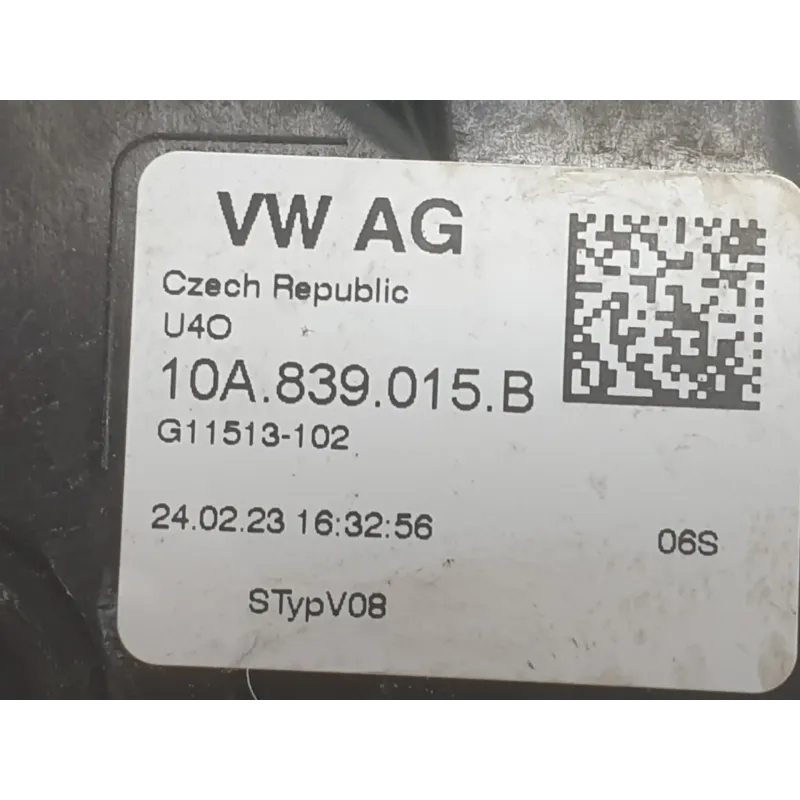 VW AG
Czech Republic
U4O
10A.839.015.B
G11513-102
24.02.23 16:32:56
06S
STypV08